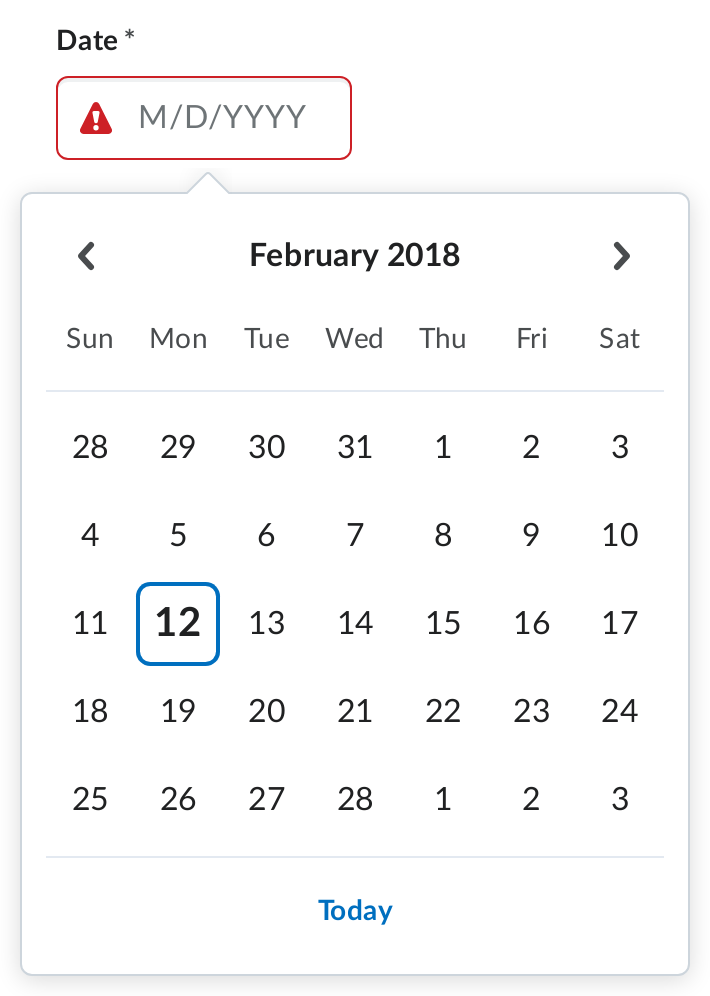 Date *
M/D/YYYY
February 2018
Sun Mon Tue Wed Thu Fri Sat
28 29 30 31 1 2 3
4 5 6 7 8 9 10
11 12 13 14 15 16 17
18 19 20 21 22 23 24
25 26 27 28 1 2 3
Today